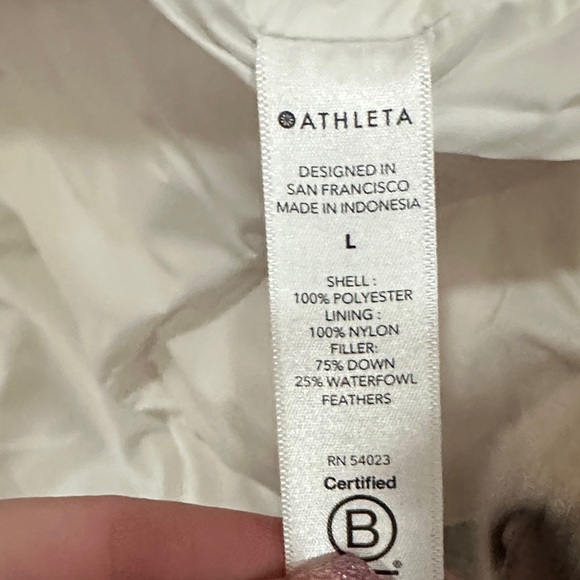 ATHLETA
DESIGNED IN
SAN FRANCISCO
MADE IN INDONESIA
L
SHELL :
100% POLYESTER
LINING :
100% NYLON
FILLER:
75% DOWN
25% WATERFOWL
FEATHERS
RN 54023
Certified
B
®